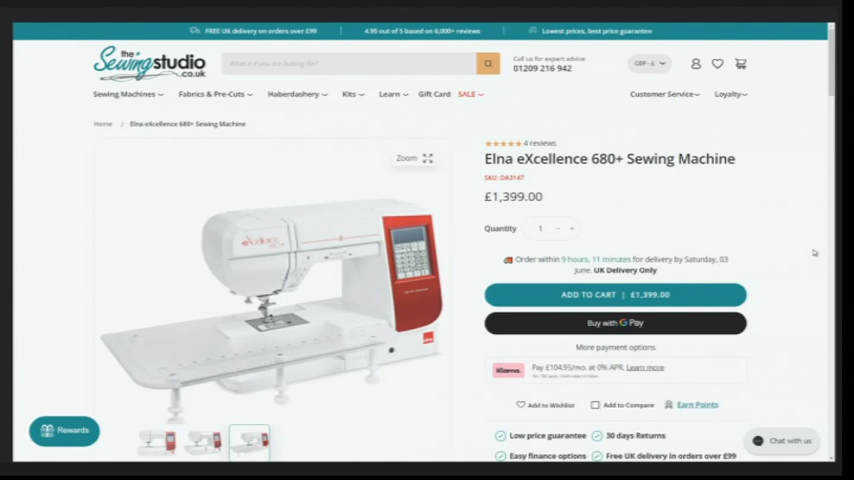 FREE UK delivery on orders over £99
4.95 out of 5 based on 6,000+ reviews
Lowest prices, best price guarantee
the
Sewingstudio
.co.uk
What is it you are looking for?
Call us for expert advice
01209 216 942
GBP - £
Sewing Machines
Fabrics & Pre-Cuts
Haberdashery
Kits
Learn
Gift Card
SALE
Customer Service
Loyalty
Home / Elna eXcellence 680+ Sewing Machine
Zoom
4 reviews
Elna eXcellence 680+ Sewing Machine
SKU: DA3147
£1,399.00
Quantity 1 - +
Order within 9 hours, 11 minutes for delivery by Saturday, 03
June. UK Delivery Only
ADD TO CART | £1,399.00
Buy with G Pay
More payment options
Klarna. Pay £104.93/mo. at 0% APR. Learn more
Add to Wishlist
Add to Compare
Earn Points
Low price guarantee
30 days Returns
Easy finance options
Free UK delivery in orders over £99
Rewards
Chat with us
eXcellence
elna